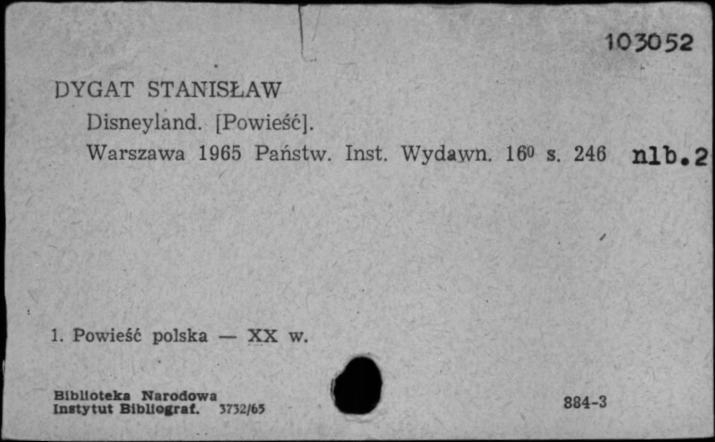 103052
DYGAT STANISŁAW
Disneyland. [Powieść].
Warszawa 1965 Państw. Inst. Wydawn. 16⁰ s. 246 nlb.2
1. Powieść polska — XX w.
Biblioteka Narodowa
Instytut Bibliograf. 3732/65
884-3